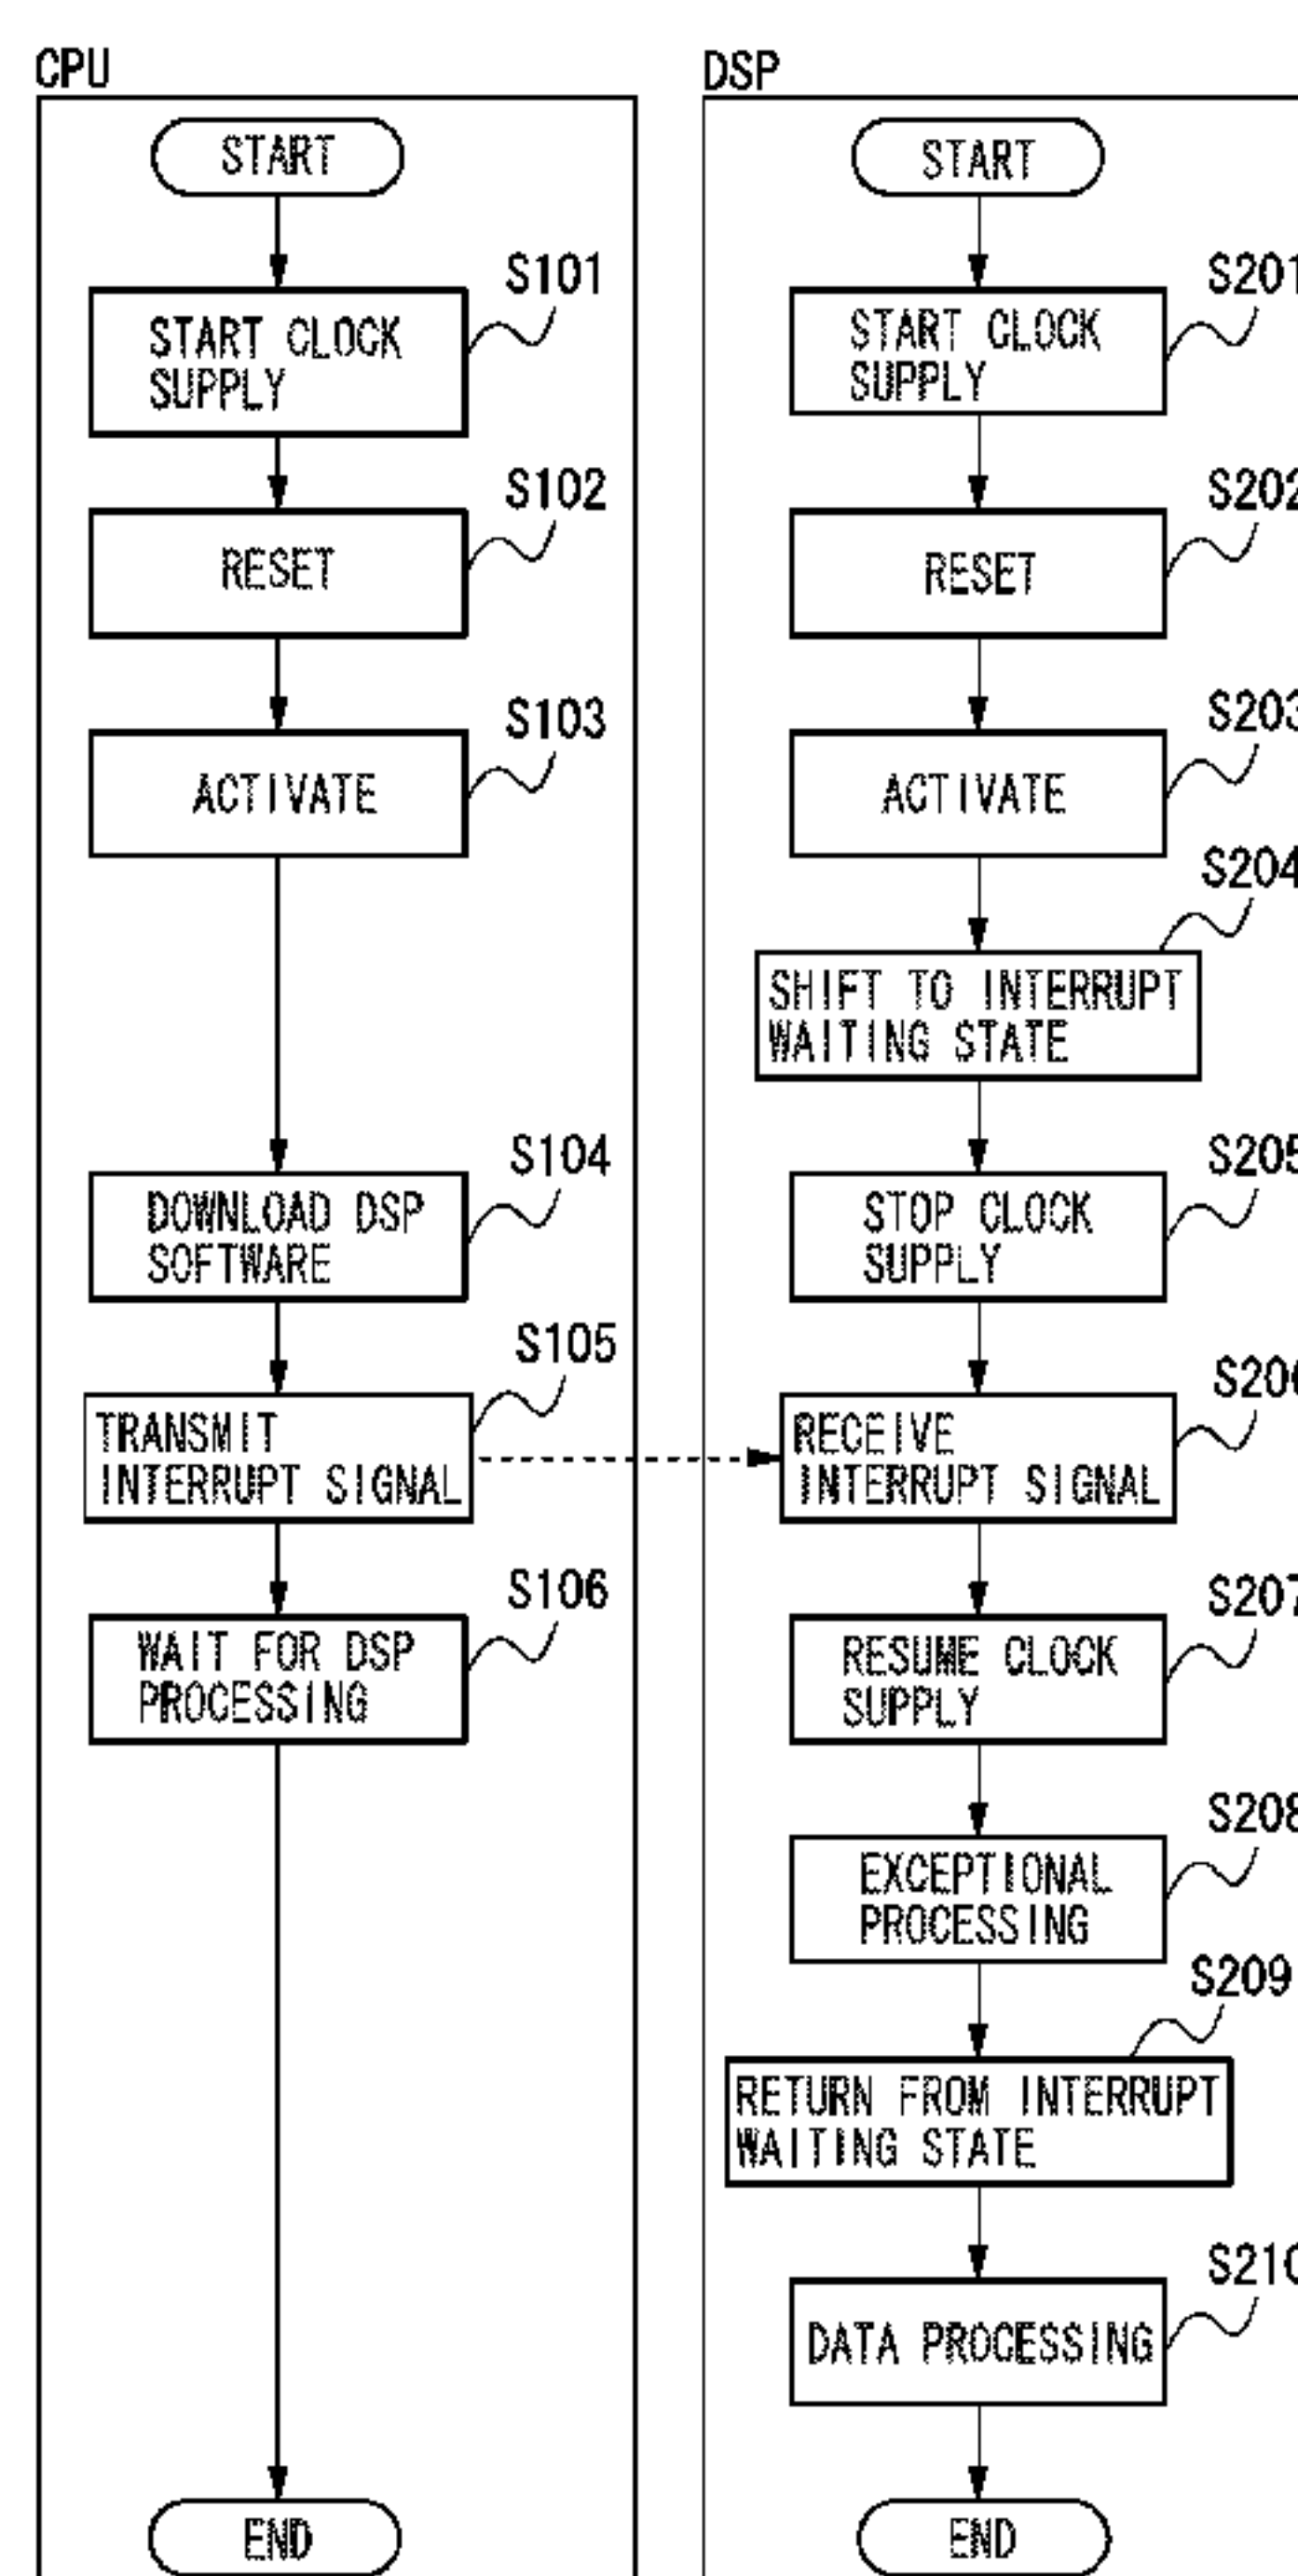 CPU
START
S101
START CLOCK
SUPPLY
S102
RESET
S103
ACTIVATE
S104
DOWNLOAD DSP
SOFTWARE
S105
TRANSMIT
INTERRUPT SIGNAL
S106
WAIT FOR DSP
PROCESSING
END
DSP
START
S201
START CLOCK
SUPPLY
S202
RESET
S203
ACTIVATE
S204
SHIFT TO INTERRUPT
WAITING STATE
S205
STOP CLOCK
SUPPLY
S206
RECEIVE
INTERRUPT SIGNAL
S207
RESUME CLOCK
SUPPLY
S208
EXCEPTIONAL
PROCESSING
S209
RETURN FROM INTERRUPT
WAITING STATE
S210
DATA PROCESSING
END